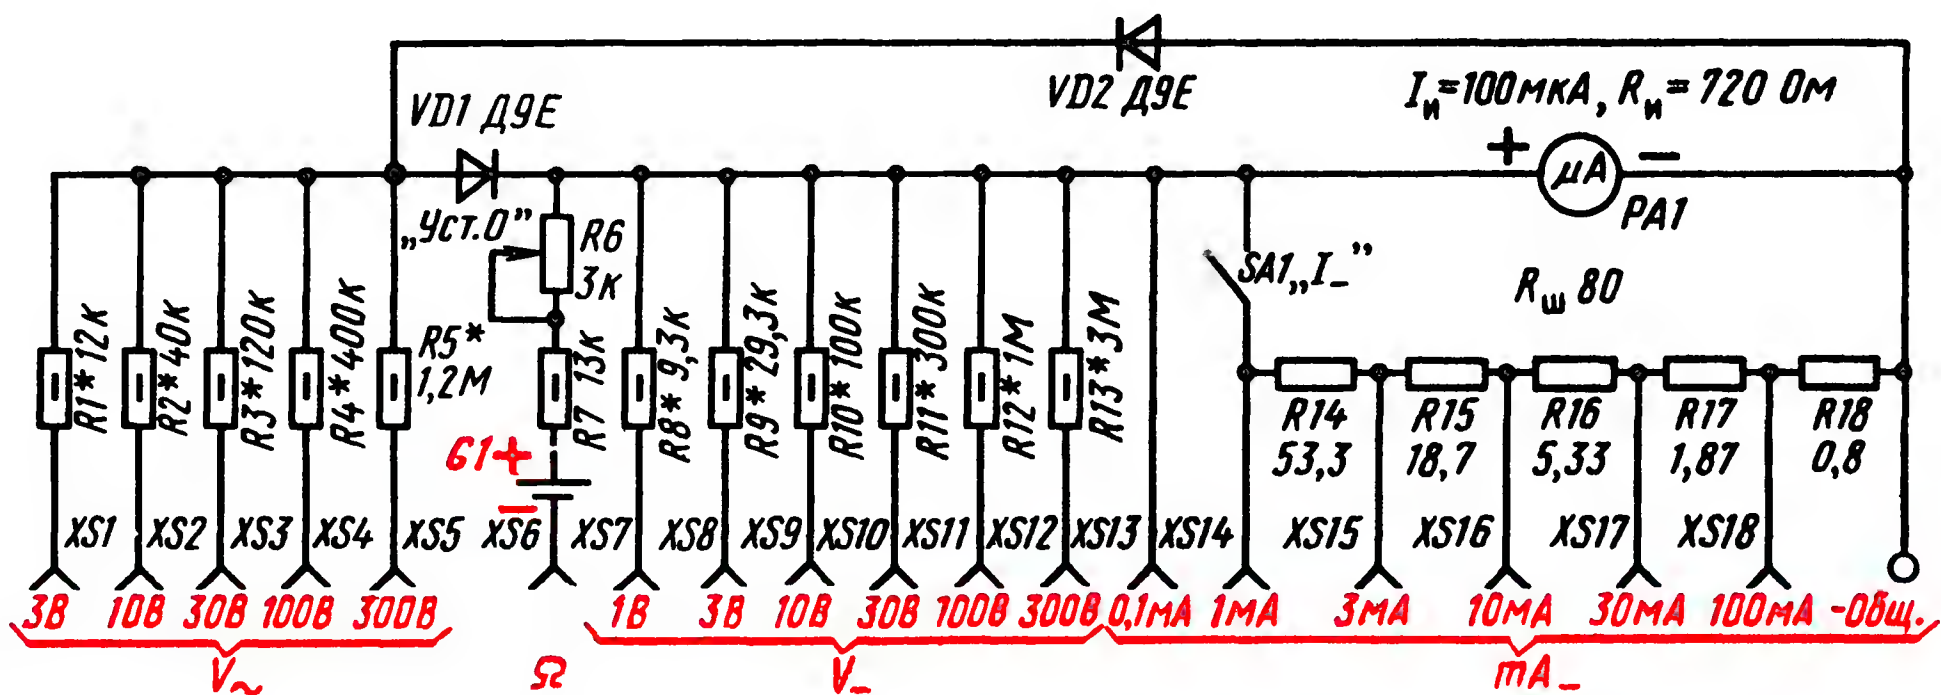 VD2 Д9Е
Iи=100мкА, Rи=720 Ом
VD1 Д9Е
+ μA −
PA1
„Уст.0”
R6
3к
SA1„I_”
Rш 80
R1* 12к
R2* 40к
R3* 120к
R4* 400к
R5*
1,2М
R7 13к
R8* 9,3к
R9* 29,3к
R10* 100к
R11* 300к
R12* 1М
R13* 3М
R14 R15 R16 R17 R18
53,3 18,7 5,33 1,87 0,8
G1 +
−
XS1 XS2 XS3 XS4 XS5 XS6 XS7 XS8 XS9 XS10 XS11 XS12 XS13 XS14 XS15 XS16 XS17 XS18
3В 10В 30В 100В 300В 1В 3В 10В 30В 100В 300В 0,1мА 1мА 3мА 10мА 30мА 100мА -Общ.
V~ Ω V_ mA_